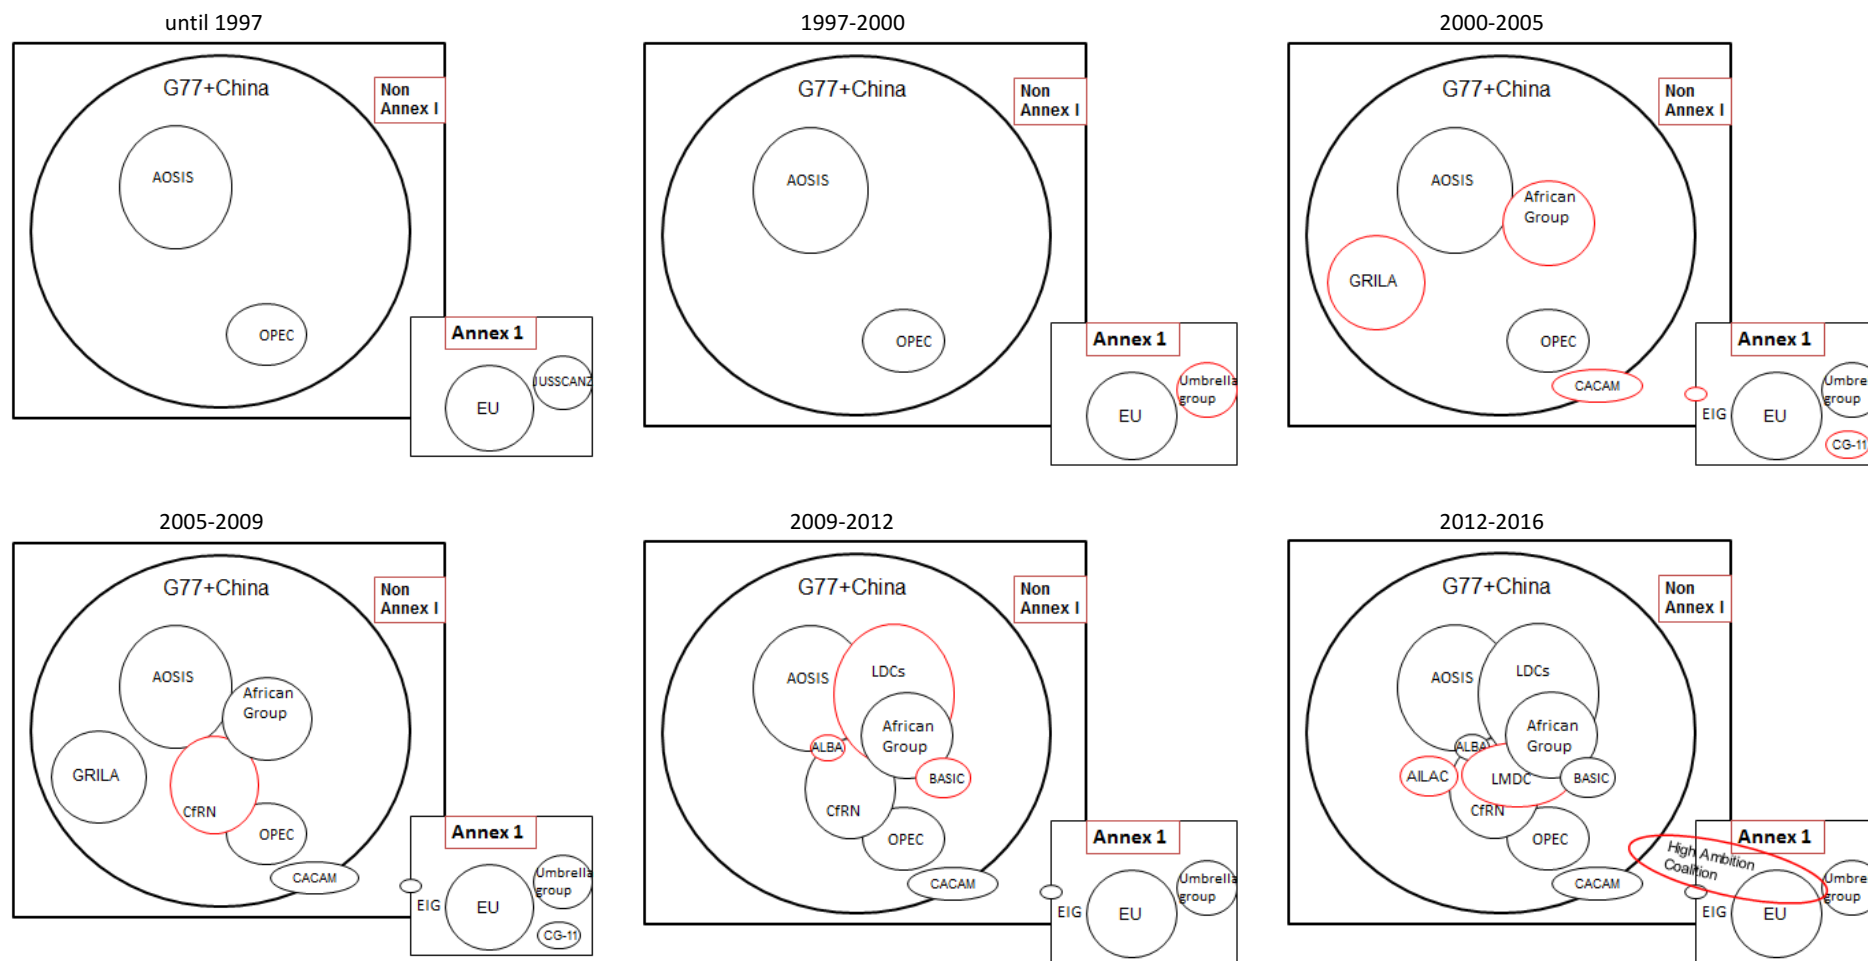 until 1997
G77+China
Non
Annex I
AOSIS
OPEC
Annex 1
JUSSCANZ
EU
1997-2000
G77+China
Non
Annex I
AOSIS
OPEC
Annex 1
Umbrella
group
EU
2000-2005
G77+China
Non
Annex I
AOSIS
African
Group
GRILA
OPEC
CACAM
Annex 1
Umbre
group
EIG
EU
CG-11
2005-2009
G77+China
Non
Annex I
AOSIS
African
Group
GRILA
CfRN
OPEC
CACAM
Annex 1
Umbrella
group
EIG
EU
CG-11
2009-2012
G77+China
Non
Annex I
AOSIS
LDCs
African
Group
ALBA
BASIC
CfRN
OPEC
CACAM
Annex 1
Umbrella
group
EIG
EU
2012-2016
G77+China
Non
Annex I
AOSIS
LDCs
African
Group
ALBA
AILAC
LMDC
BASIC
CfRN
OPEC
CACAM
Annex 1
High Ambition
Coalition
Umbre
group
EIG
EU